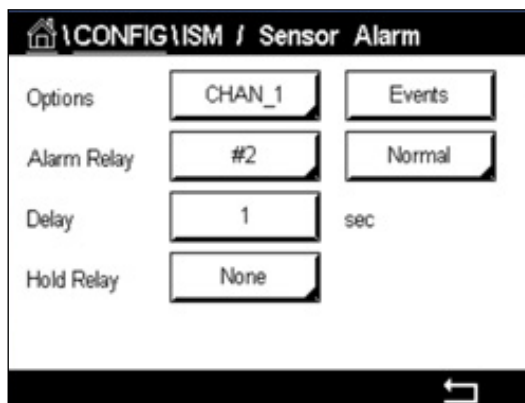 \CONFIG\ISM / Sensor Alarm
Options CHAN_1 Events
Alarm Relay #2 Normal
Delay 1 sec
Hold Relay None